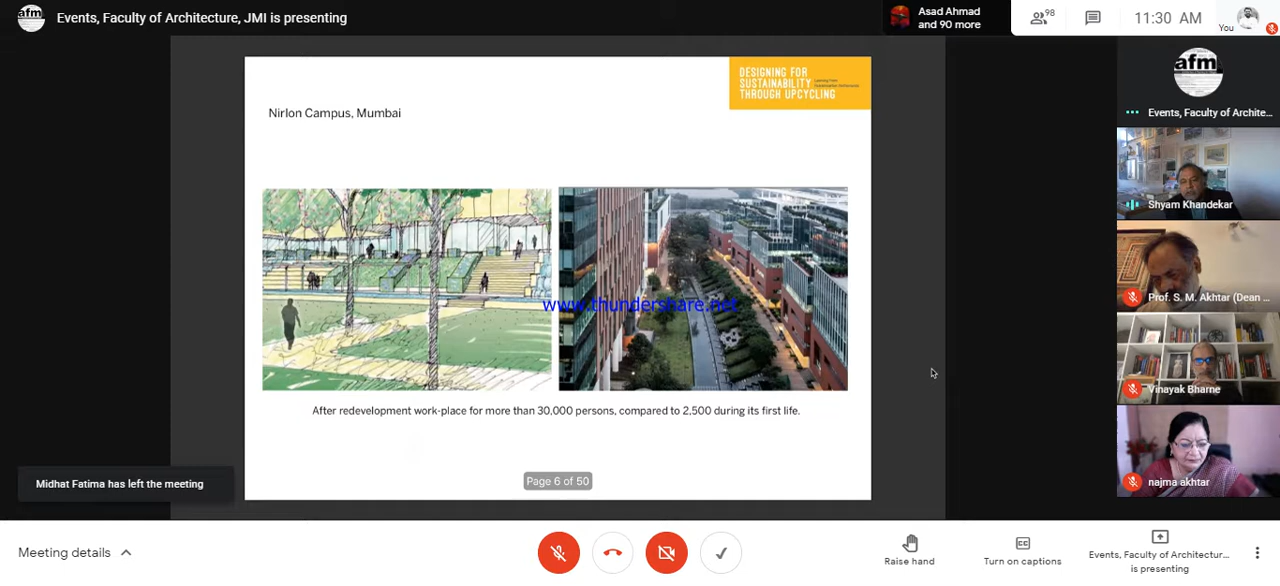 afm
Events, Faculty of Architecture, JMI is presenting
Asad Ahmad
and 90 more
98
11:30 AM
You
DESIGNING FOR
SUSTAINABILITY
THROUGH UPCYCLING
Nirlon Campus, Mumbai
www.thundershare.net
After redevelopment work-place for more than 30,000 persons, compared to 2,500 during its first life.
Page 6 of 50
Midhat Fatima has left the meeting
afm
Events, Faculty of Archite...
Shyam Khandekar
Prof. S. M. Akhtar (Dean ...
Vinayak Bharne
najma akhtar
Meeting details
Raise hand
CC
Turn on captions
Events, Faculty of Architectur...
is presenting